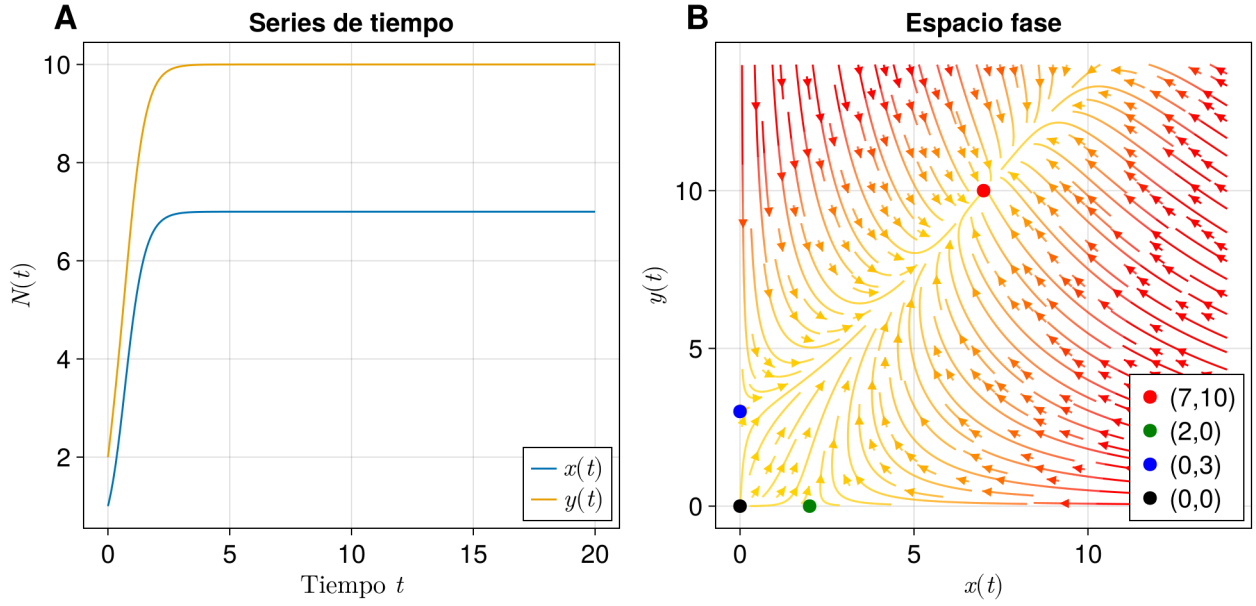 A
Series de tiempo
10
8
6
4
2
N(t)
x(t)
y(t)
0
5
10
15
20
Tiempo t
B
Espacio fase
10
5
0
y(t)
(7,10)
(2,0)
(0,3)
(0,0)
0
5
10
x(t)